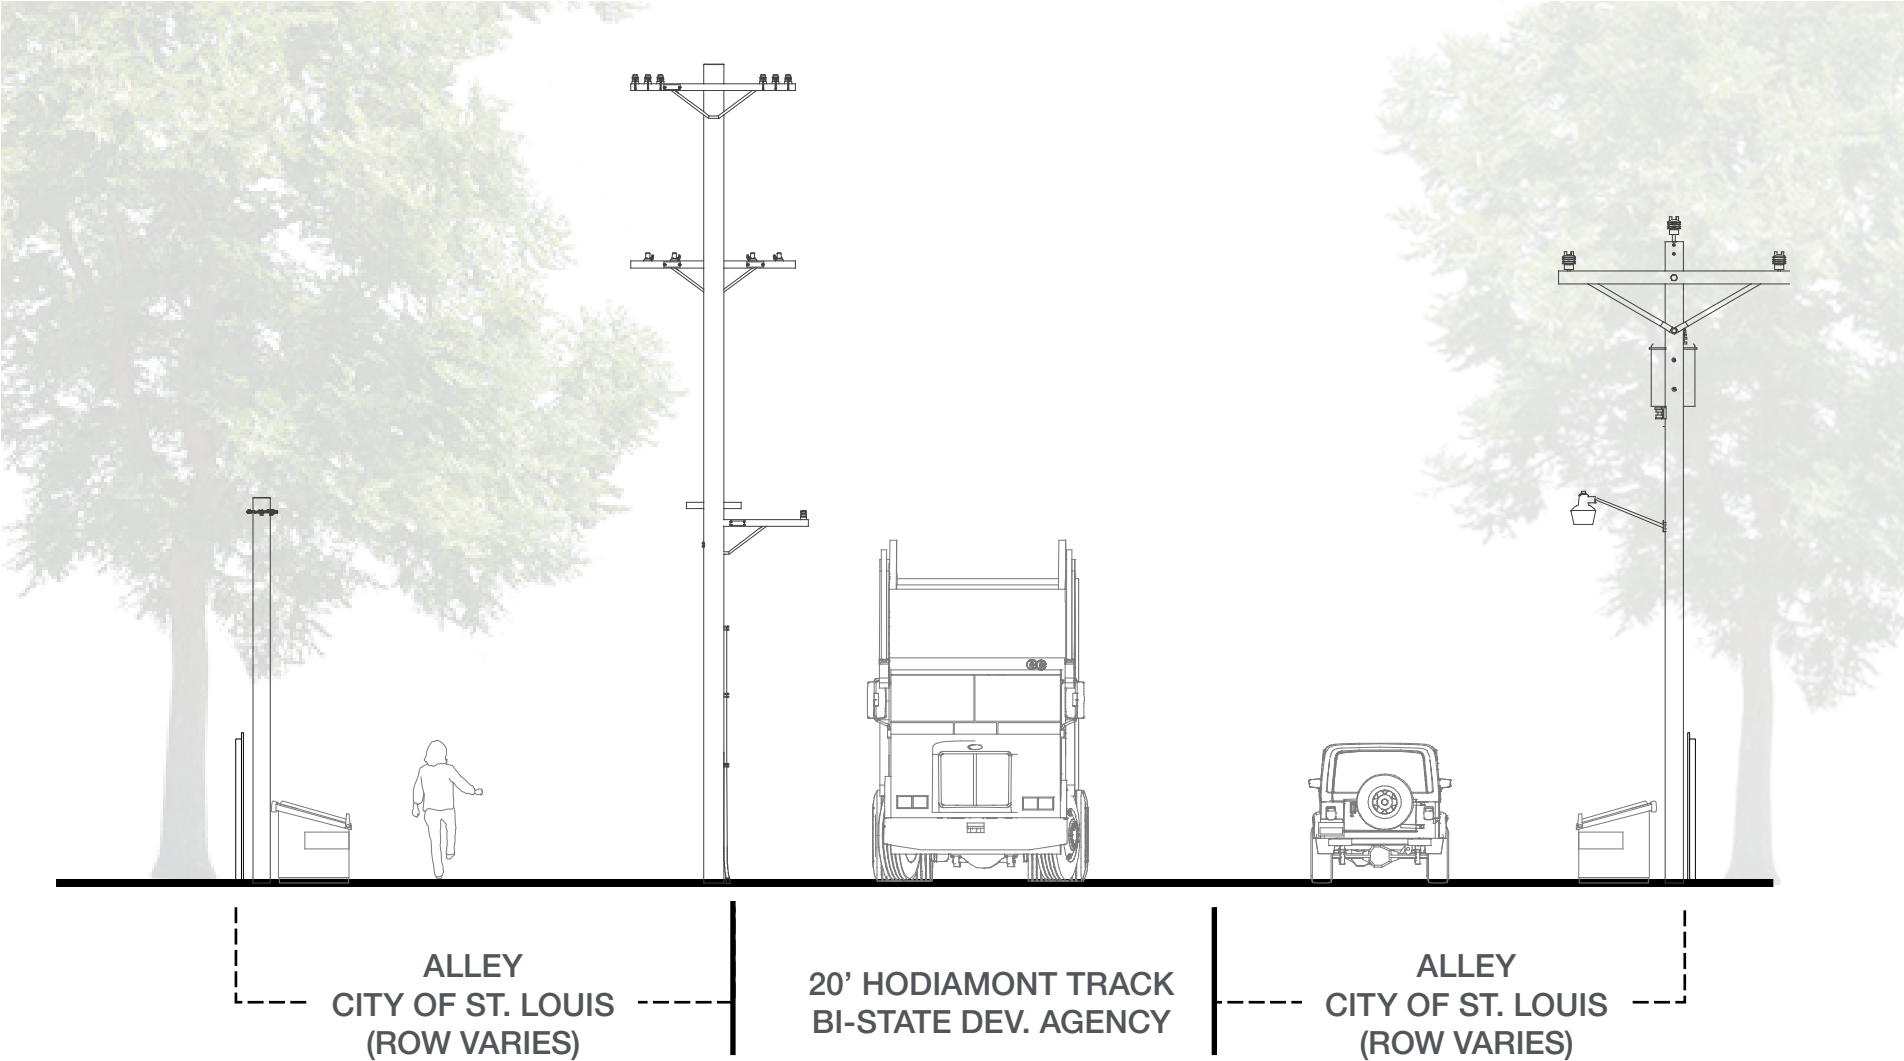 ALLEY
CITY OF ST. LOUIS
(ROW VARIES)
20’ HODIAMONT TRACK
BI-STATE DEV. AGENCY
ALLEY
CITY OF ST. LOUIS
(ROW VARIES)